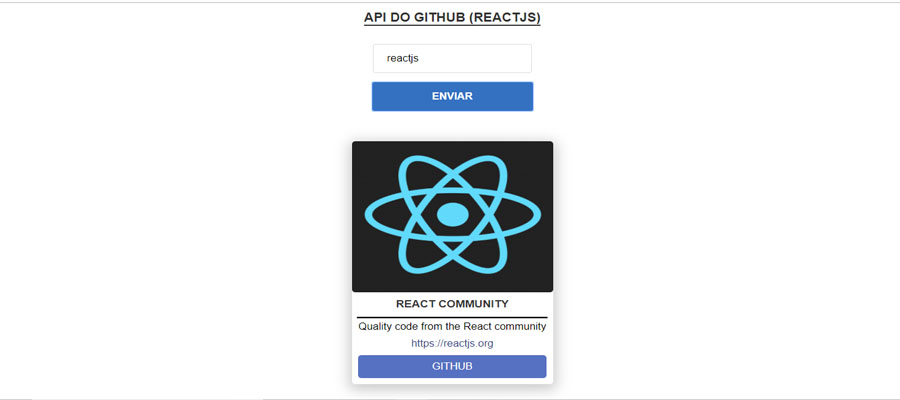 API DO GITHUB (REACTJS)
reactjs
ENVIAR
REACT COMMUNITY
Quality code from the React community
https://reactjs.org
GITHUB